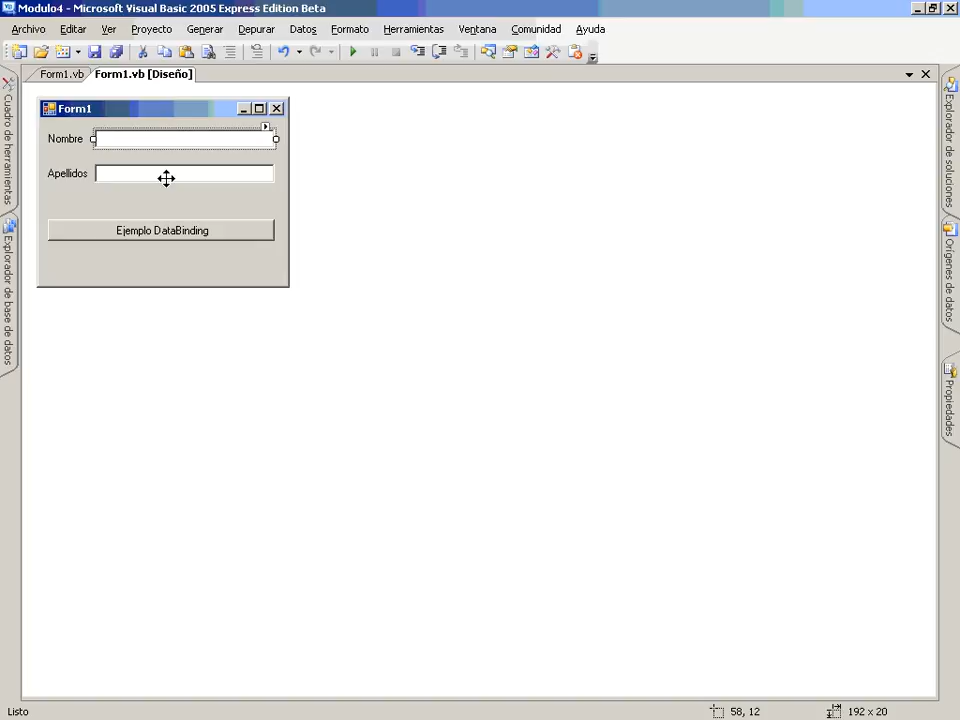 Modulo4 - Microsoft Visual Basic 2005 Express Edition Beta
Archivo Editar Ver Proyecto Generar Depurar Datos Formato Herramientas Ventana Comunidad Ayuda
Form1.vb Form1.vb [Diseño]
Form1
Nombre
Apellidos
Ejemplo DataBinding
Cuadro de herramientas
Explorador de base de datos
Explorador de soluciones
Orígenes de datos
Propiedades
Listo 58, 12 192 x 20